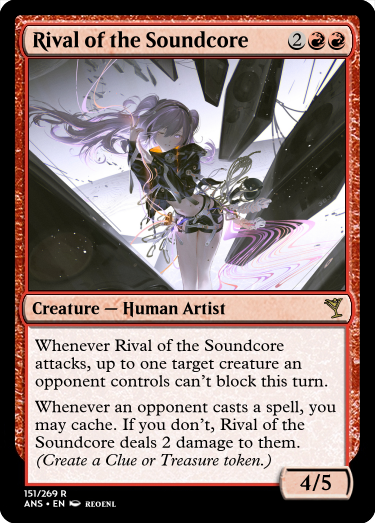 Rival of the Soundcore 2
Creature — Human Artist
Whenever Rival of the Soundcore
attacks, up to one target creature an
opponent controls can't block this turn.
Whenever an opponent casts a spell, you
may cache. If you don't, Rival of the
Soundcore deals 2 damage to them.
(Create a Clue or Treasure token.)
4/5
151/269 R
ANS • EN REOENL